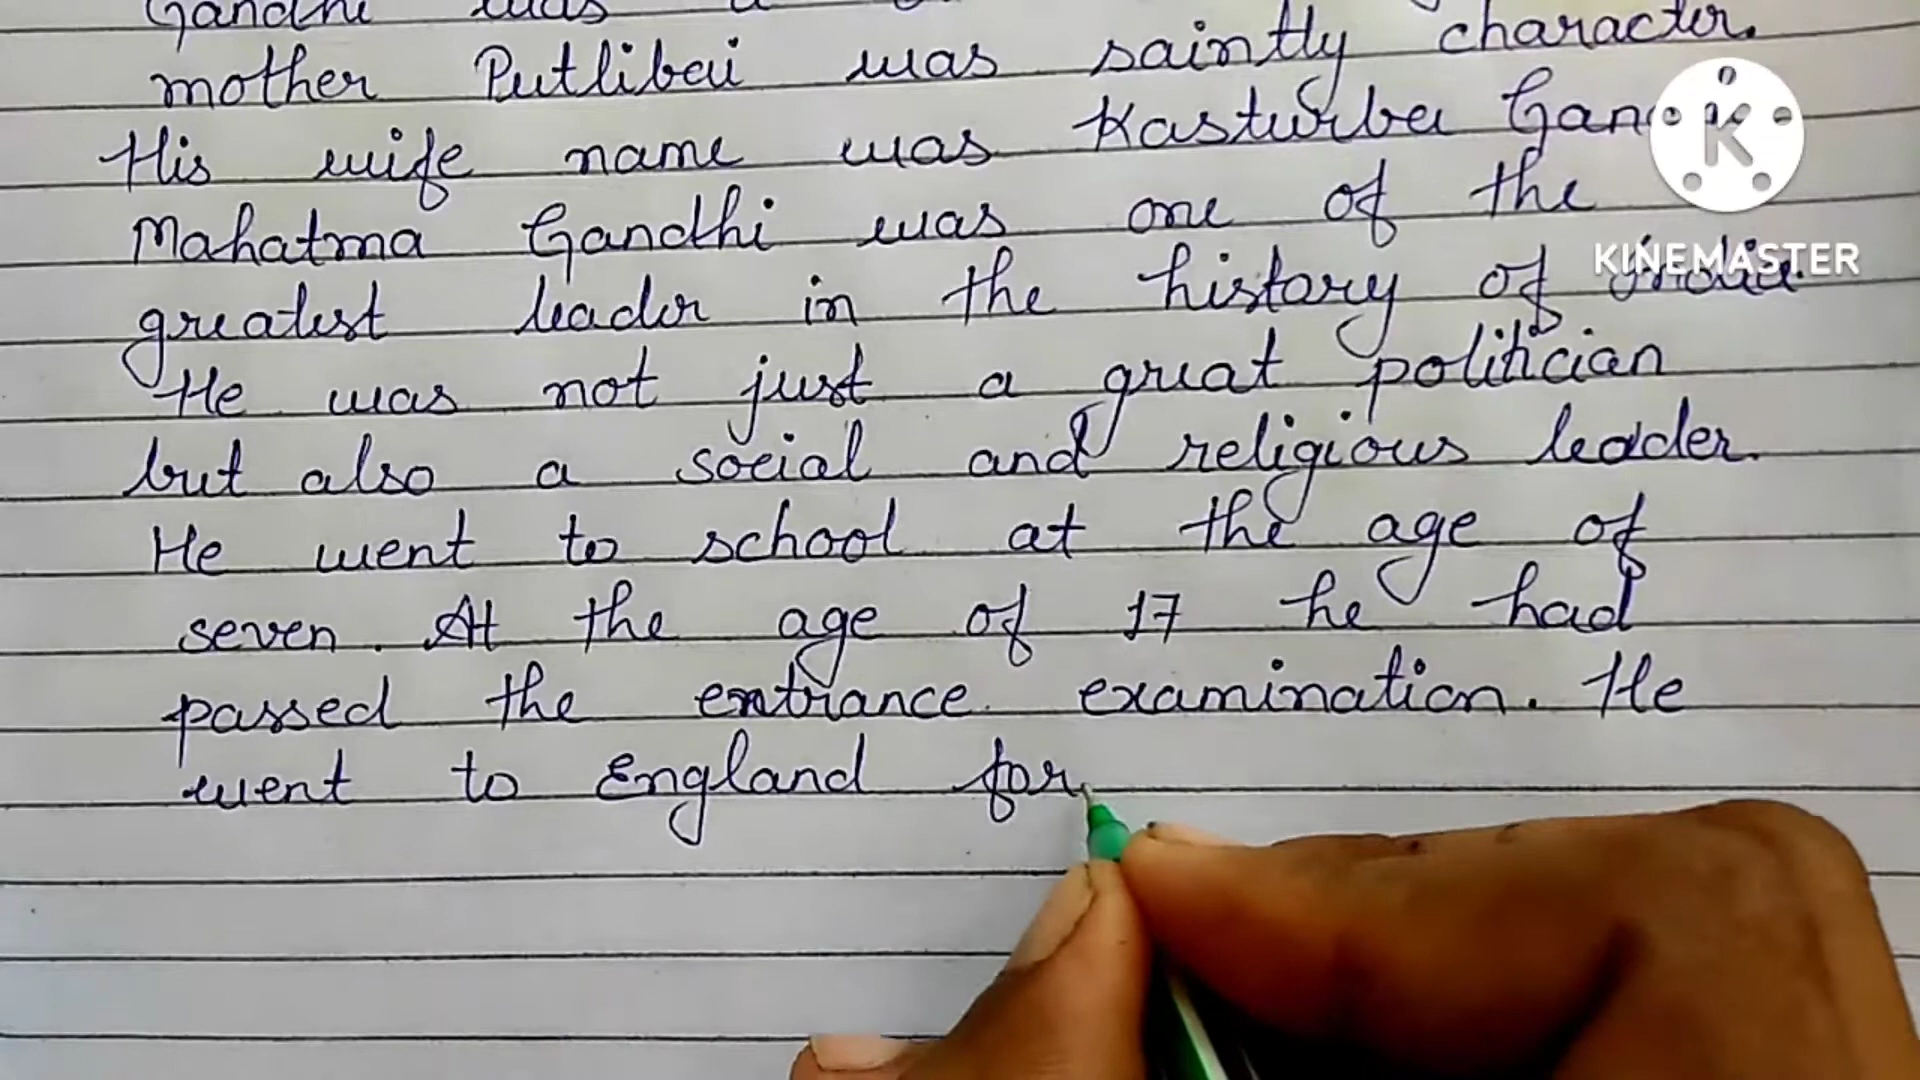 Gandhi was a
mother Putlibai was saintly character.
His wife name was Kasturba
Mahatma Gandhi was one of the
greatest leader in the history of India.
He was not just a great politician
but also a social and religious leader.
He went to school at the age of
seven. At the age of 17 he had
passed the entrance examination. He
went to England for
K
KINEMASTER